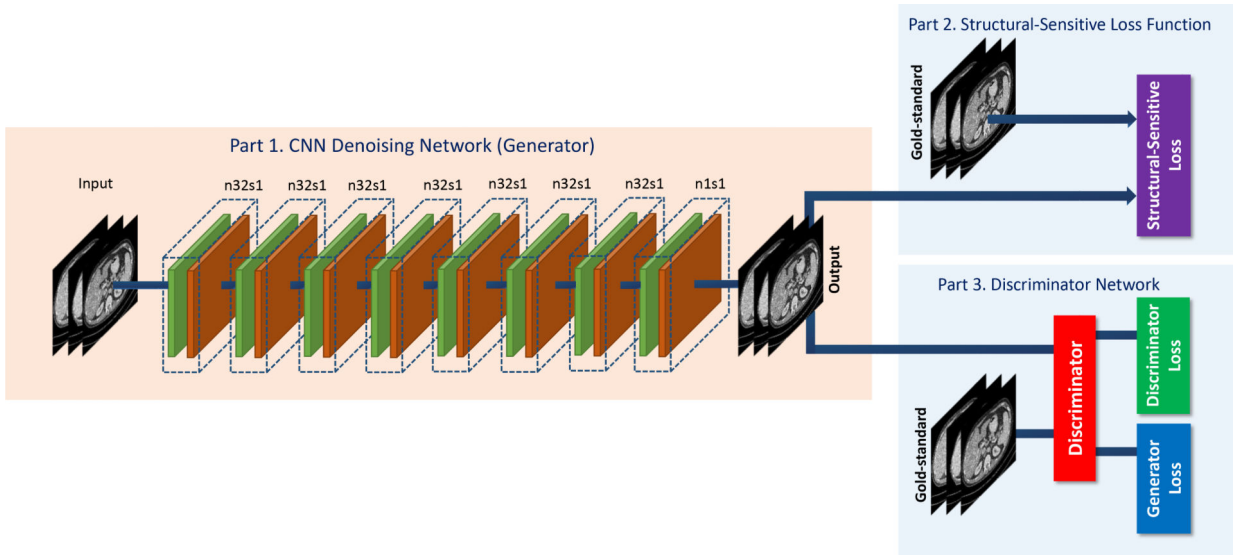 Part 1. CNN Denoising Network (Generator)
Input
n32s1
n32s1
n32s1
n32s1
n32s1
n32s1
n32s1
n1s1
Output
Part 2. Structural-Sensitive Loss Function
Gold-standard
Structural-Sensitive
Loss
Part 3. Discriminator Network
Gold-standard
Discriminator
Discriminator
Loss
Generator
Loss